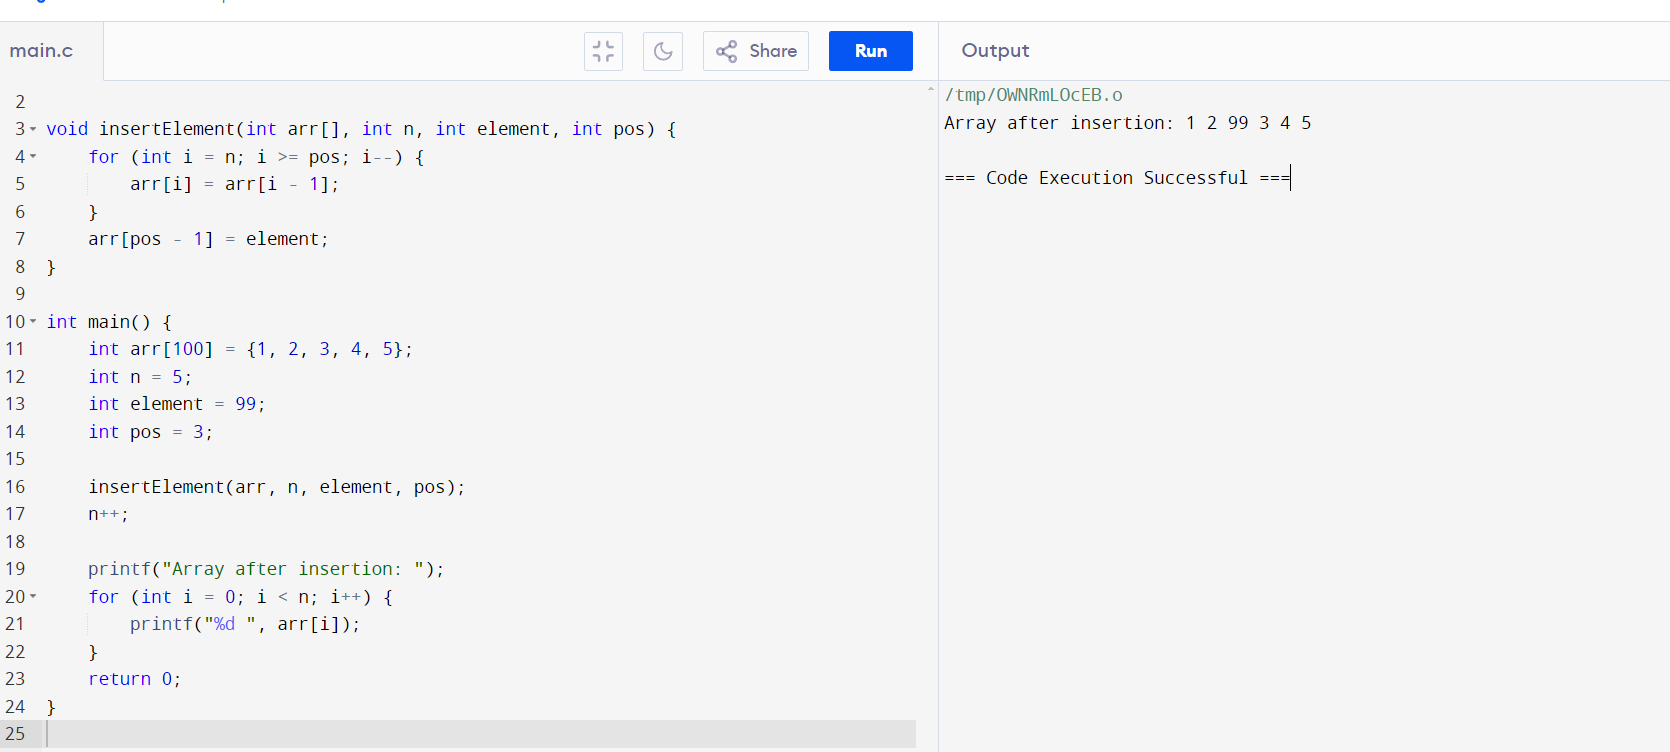 main.c
Share
Run
Output
2
3 void insertElement(int arr[], int n, int element, int pos) {
4     for (int i = n; i >= pos; i--) {
5         arr[i] = arr[i - 1];
6     }
7     arr[pos - 1] = element;
8 }
9
10 int main() {
11     int arr[100] = {1, 2, 3, 4, 5};
12     int n = 5;
13     int element = 99;
14     int pos = 3;
15
16     insertElement(arr, n, element, pos);
17     n++;
18
19     printf("Array after insertion: ");
20     for (int i = 0; i < n; i++) {
21         printf("%d ", arr[i]);
22     }
23     return 0;
24 }
25
/tmp/OWNRmLOcEB.o
Array after insertion: 1 2 99 3 4 5
=== Code Execution Successful ===